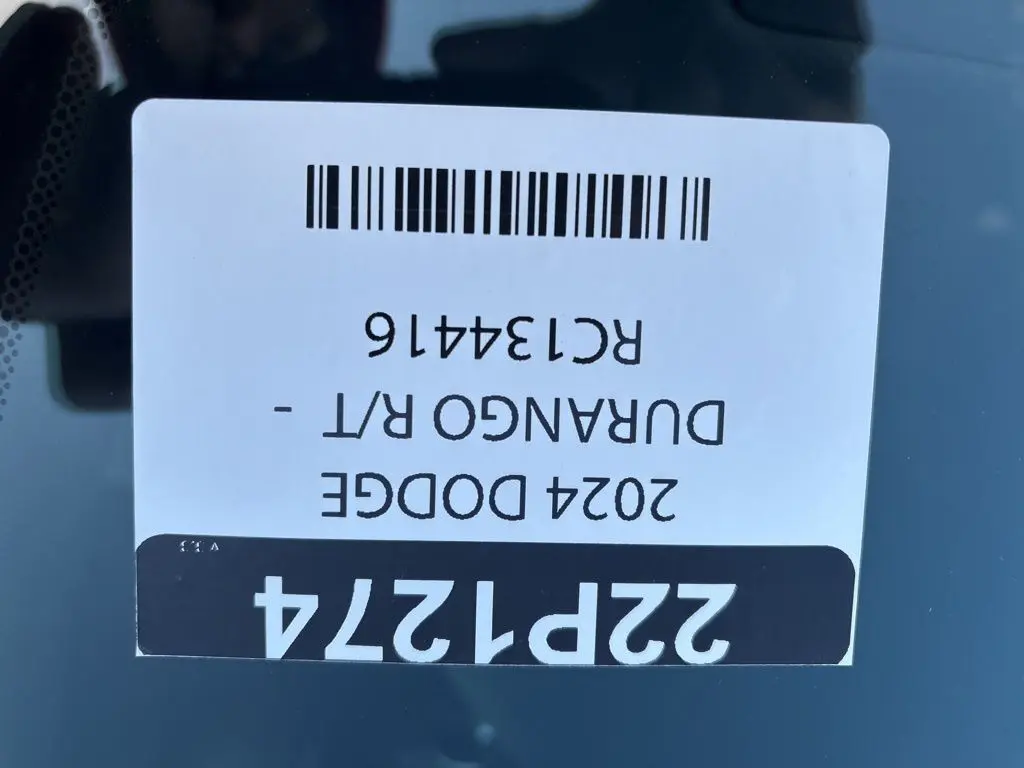 22P1274
2024 DODGE
DURANGO R/T -
RC134416